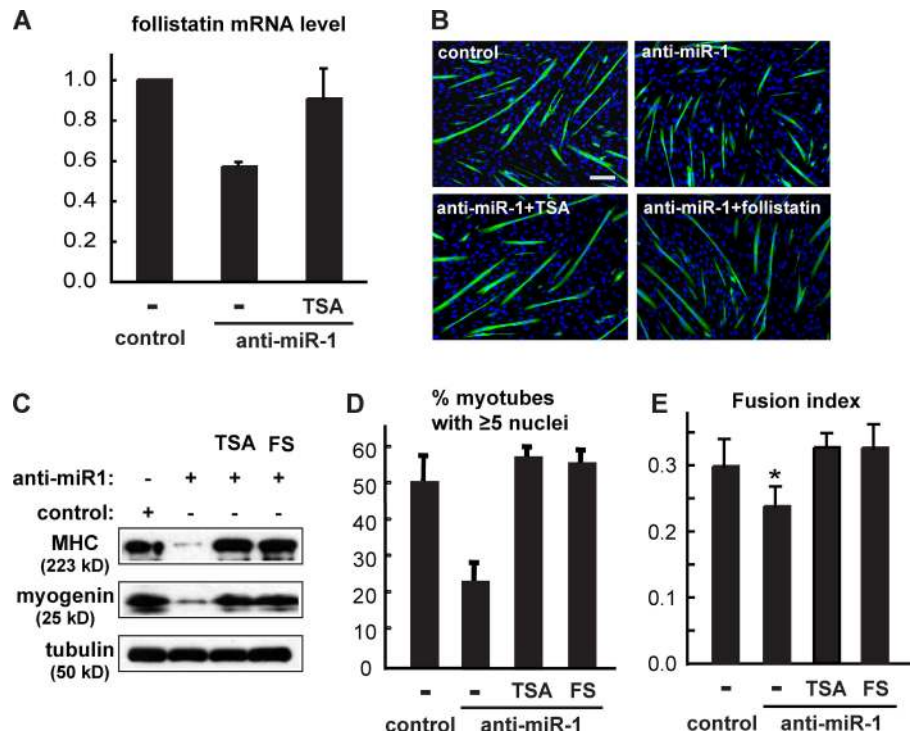 A
follistatin mRNA level
1.0
0.8
0.6
0.4
0.2
0.0
- - TSA
control anti-miR-1
B
control
anti-miR-1
anti-miR-1+TSA
anti-miR-1+follistatin
C
TSA FS
anti-miR1: - + + +
control: + - - -
MHC
(223 kD)
myogenin
(25 kD)
tubulin
(50 kD)
D
% myotubes
with ≥5 nuclei
60
50
40
30
20
10
0
- - TSA FS
control anti-miR-1
E
Fusion index
0.3
0.2
0.3
0.0
*
- - TSA FS
control anti-miR-1